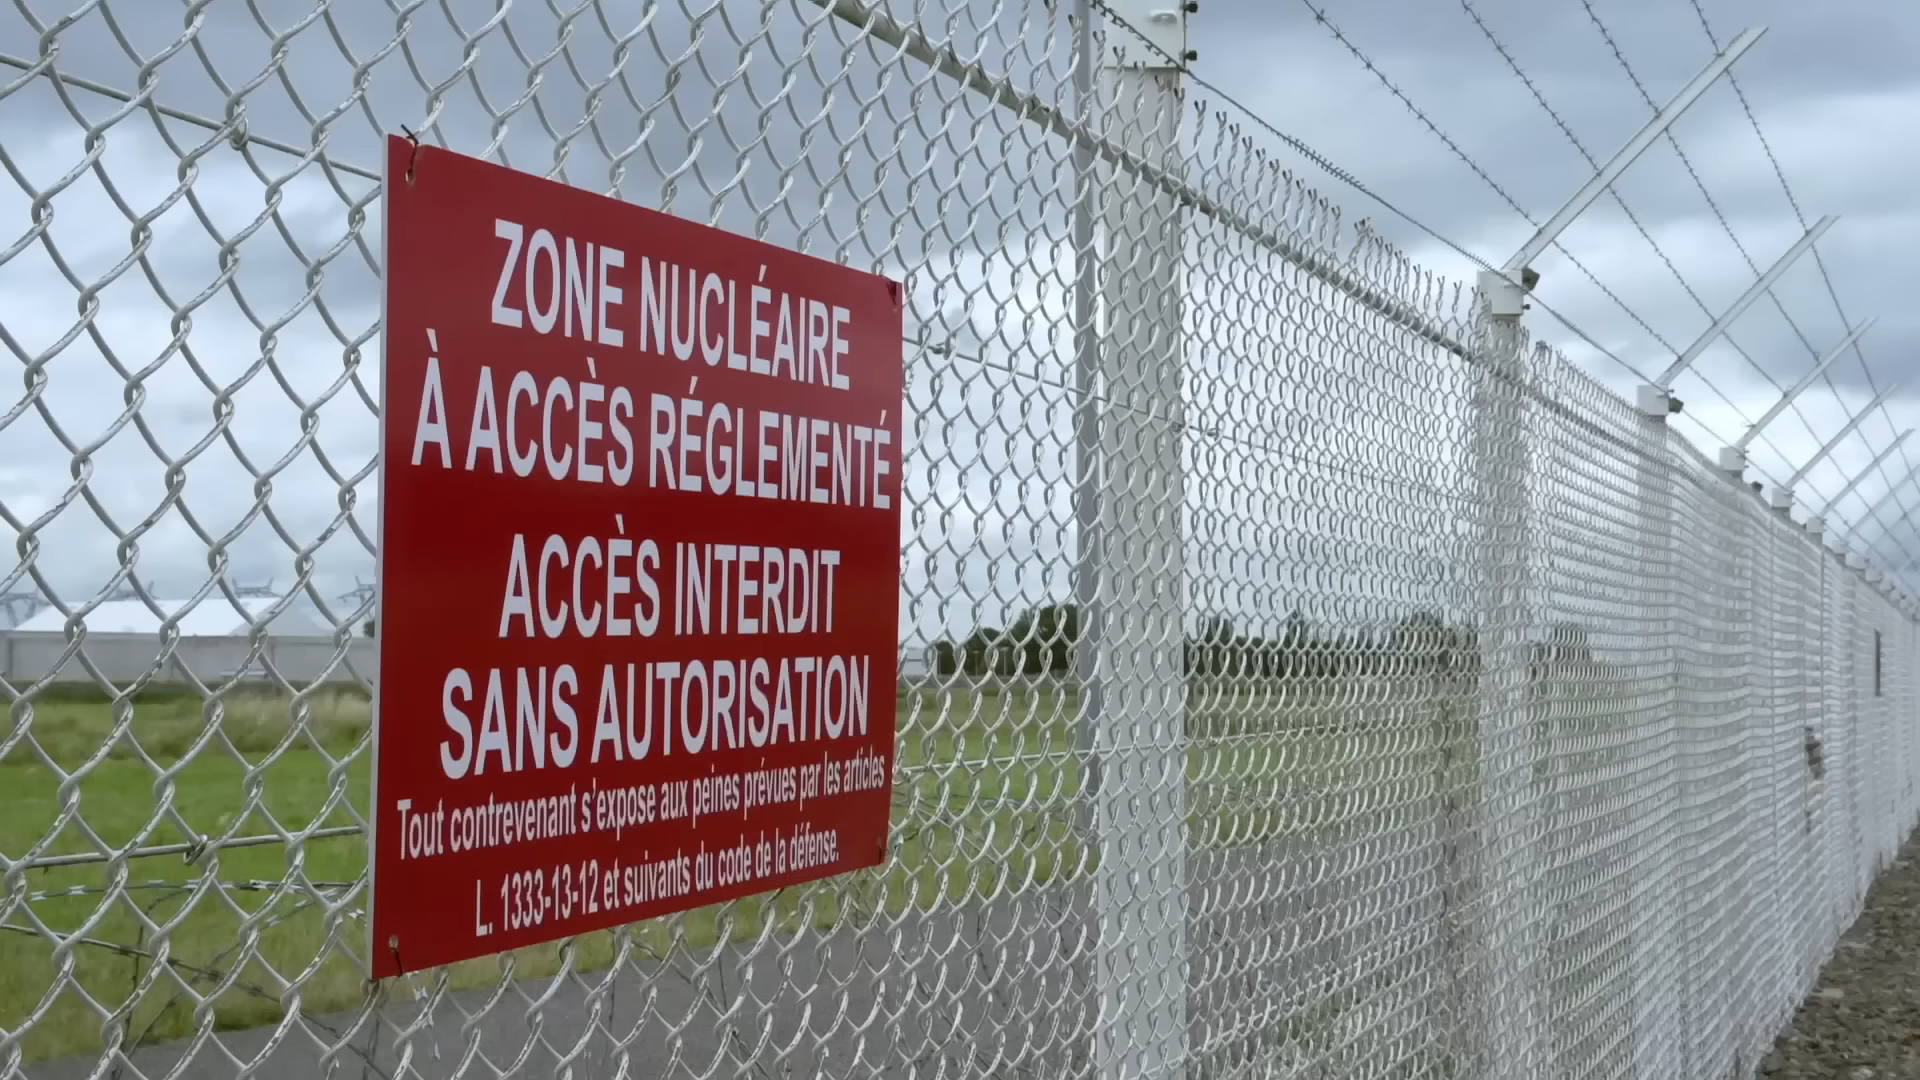 ZONE NUCLÉAIRE
À ACCÈS RÉGLEMENTÉ
ACCÈS INTERDIT
SANS AUTORISATION
Tout contrevenant s'expose aux peines prévues par les articles
L. 1333-13-12 et suivants du code de la défense.